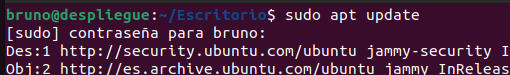 bruno@despliegue:~/Escritorio$ sudo apt update
[sudo] contraseña para bruno:
Des:1 http://security.ubuntu.com/ubuntu jammy-security I
Obj:2 http://es.archive.ubuntu.com/ubuntu jammy InReleas